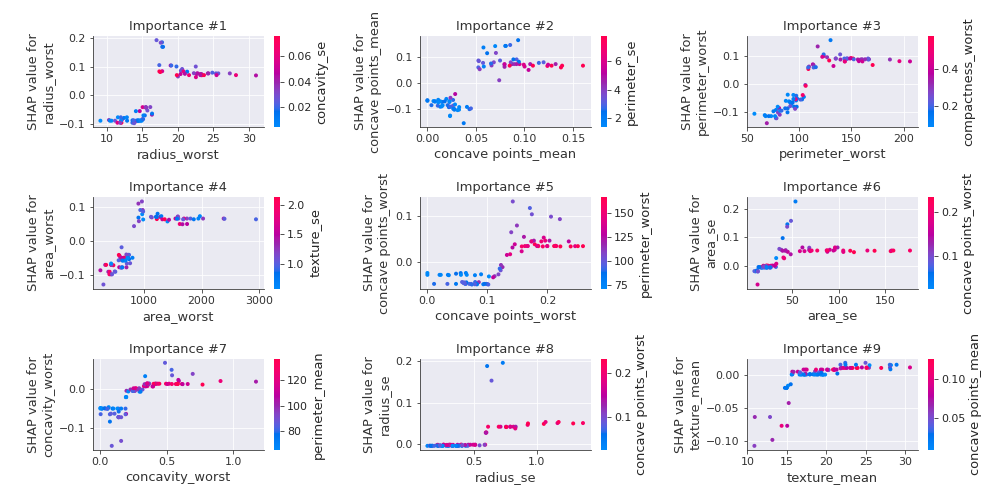 Importance #1
SHAP value for
radius_worst
0.2
0.1
0.0
−0.1
10
15
20
25
30
radius_worst
0.06
0.04
0.02
concavity_se
Importance #2
SHAP value for
concave points_mean
0.1
0.0
−0.1
0.00
0.05
0.10
0.15
concave points_mean
6
4
2
perimeter_se
Importance #3
SHAP value for
perimeter_worst
0.1
0.0
−0.1
50
100
150
200
perimeter_worst
0.4
0.2
compactness_worst
Importance #4
SHAP value for
area_worst
0.1
0.0
−0.1
1000
2000
3000
area_worst
2.0
1.5
1.0
texture_se
Importance #5
SHAP value for
concave points_worst
0.1
0.0
0.0
0.1
0.2
concave points_worst
150
125
100
75
perimeter_worst
Importance #6
SHAP value for
area_se
0.2
0.1
0.0
50
100
150
area_se
0.2
0.1
concave points_worst
Importance #7
SHAP value for
concavity_worst
0.0
−0.1
0.0
0.5
1.0
concavity_worst
120
100
80
perimeter_mean
Importance #8
SHAP value for
radius_se
0.2
0.1
0.0
0.5
1.0
radius_se
0.2
0.1
concave points_worst
Importance #9
SHAP value for
texture_mean
0.00
−0.05
−0.10
10
15
20
25
30
texture_mean
0.10
0.05
concave points_mean